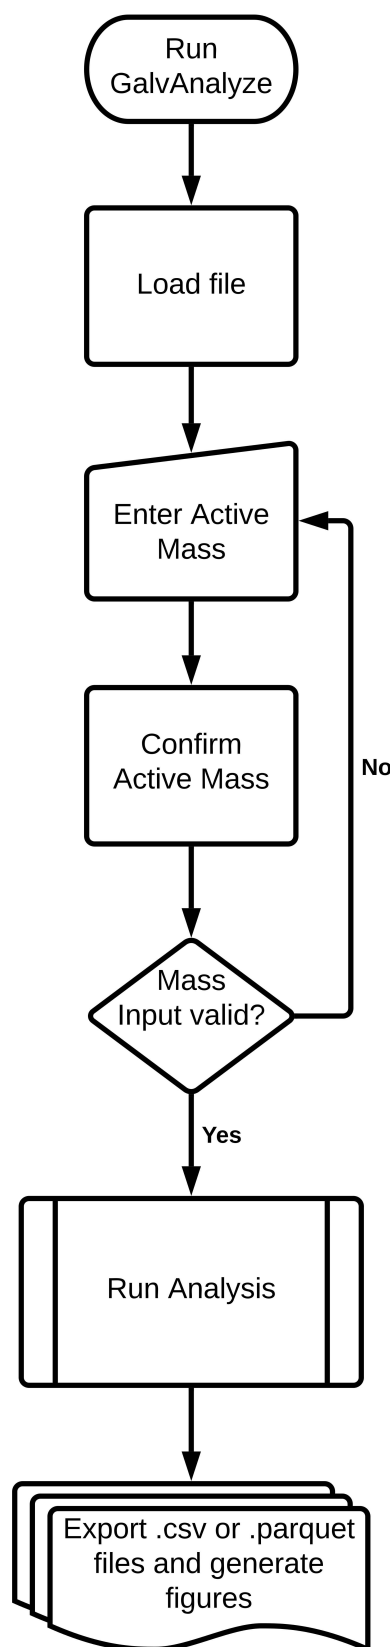 Run
GalvAnalyze
Load file
Enter Active
Mass
Confirm
Active Mass
No
Mass
Input valid?
Yes
Run Analysis
Export .csv or .parquet
files and generate
figures